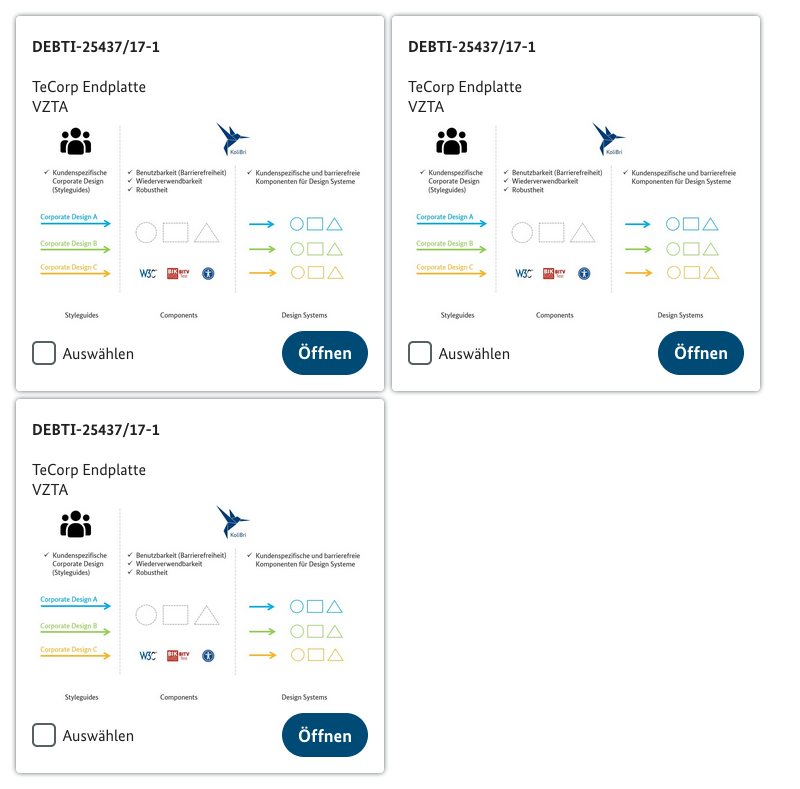 DEBTI-25437/17-1
TeCorp Endplatte
VZTA
KoliBri
✓ Kundenspezifische
Corporate Design
(Styleguides)
✓ Benutzbarkeit (Barrierefreiheit)
✓ Wiederverwendbarkeit
✓ Robustheit
✓ Kundenspezifische und barrierefreie
Komponenten für Design Systeme
Corporate Design A
Corporate Design B
Corporate Design C
W3C
BIK BITV
Test
Styleguides
Components
Design Systems
Auswählen
Öffnen
DEBTI-25437/17-1
TeCorp Endplatte
VZTA
KoliBri
✓ Kundenspezifische
Corporate Design
(Styleguides)
✓ Benutzbarkeit (Barrierefreiheit)
✓ Wiederverwendbarkeit
✓ Robustheit
✓ Kundenspezifische und barrierefreie
Komponenten für Design Systeme
Corporate Design A
Corporate Design B
Corporate Design C
W3C
BIK BITV
Test
Styleguides
Components
Design Systems
Auswählen
Öffnen
DEBTI-25437/17-1
TeCorp Endplatte
VZTA
KoliBri
✓ Kundenspezifische
Corporate Design
(Styleguides)
✓ Benutzbarkeit (Barrierefreiheit)
✓ Wiederverwendbarkeit
✓ Robustheit
✓ Kundenspezifische und barrierefreie
Komponenten für Design Systeme
Corporate Design A
Corporate Design B
Corporate Design C
W3C
BIK BITV
Test
Styleguides
Components
Design Systems
Auswählen
Öffnen